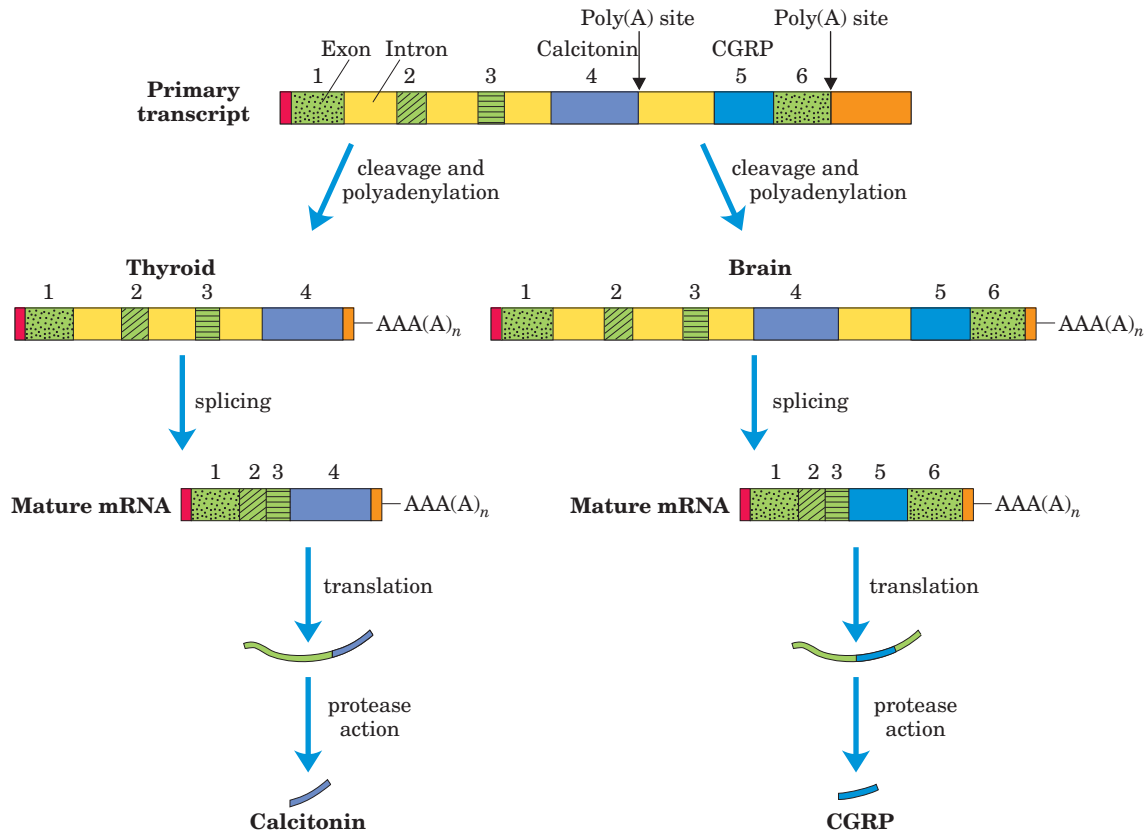 Poly(A) site Poly(A) site
Exon Intron Calcitonin CGRP
1 2 3 4 5 6
Primary
transcript
cleavage and
polyadenylation
cleavage and
polyadenylation
Thyroid
1 2 3 4
AAA(A)n
Brain
1 2 3 4 5 6
AAA(A)n
splicing
splicing
1 2 3 4
Mature mRNA
AAA(A)n
1 2 3 5 6
Mature mRNA
AAA(A)n
translation
translation
protease
action
protease
action
Calcitonin
CGRP